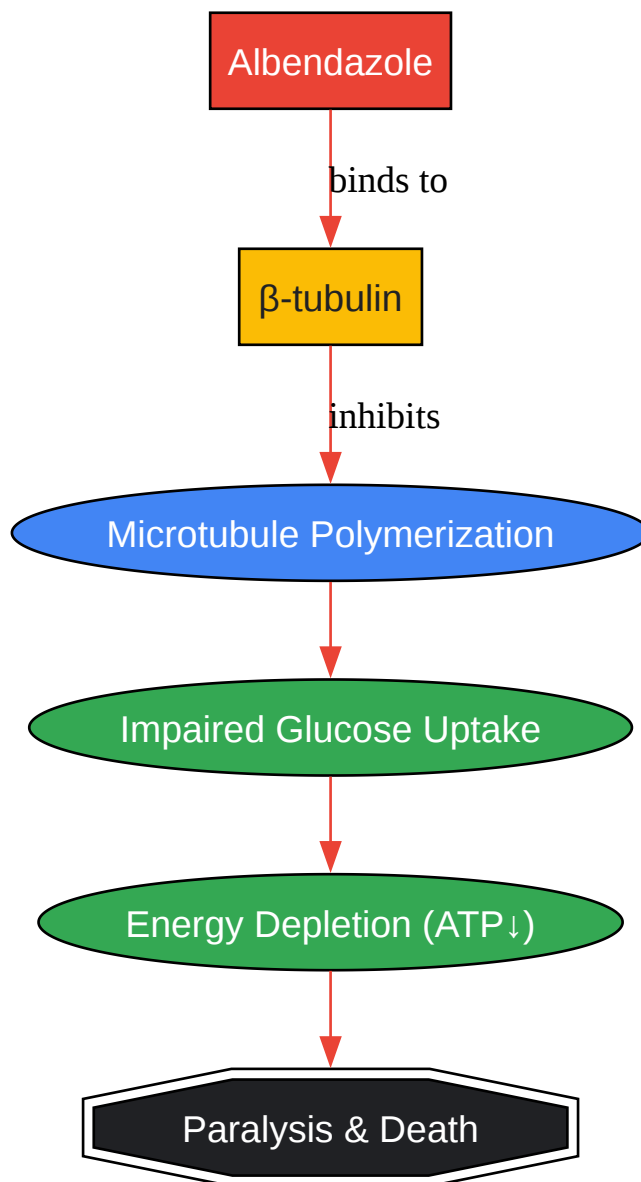 Albendazole
binds to
β-tubulin
inhibits
Microtubule Polymerization
Impaired Glucose Uptake
Energy Depletion (ATP↓)
Paralysis & Death